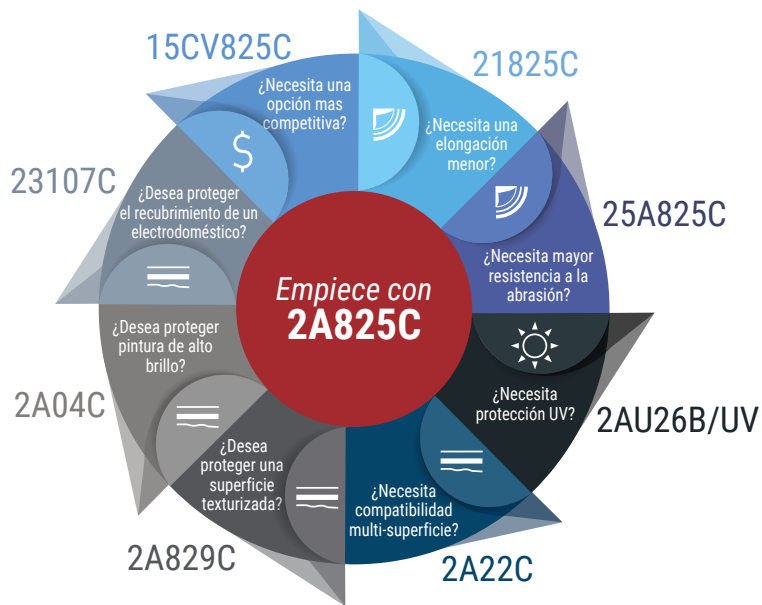 15CV825C
¿Necesita una
opción mas
competitiva?
21825C
¿Necesita una
elongación
menor?
25A825C
¿Necesita mayor
resistencia a la
abrasión?
2AU26B/UV
¿Necesita
protección UV?
2A22C
¿Necesita
compatibilidad
multi-superficie?
2A829C
¿Desea
proteger una
superficie
texturizada?
2A04C
¿Desea proteger
pintura de alto
brillo?
23107C
¿Desea proteger
el recubrimiento de un
electrodoméstico?
$
Empiece con
2A825C